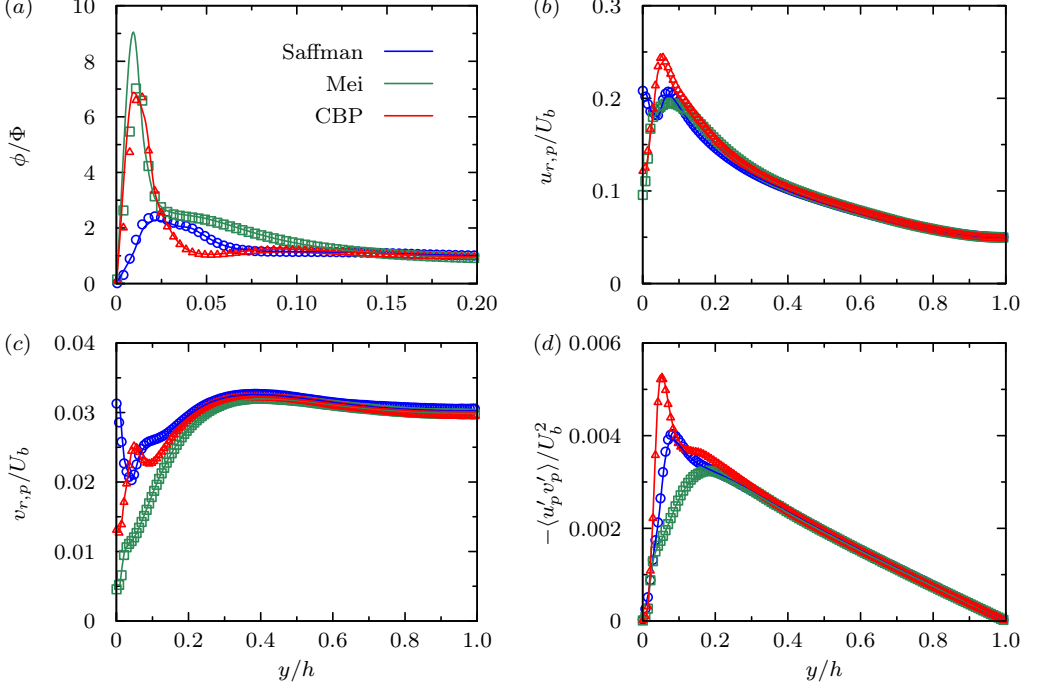 (a)
10
8
6
4
2
0
ϕ/Φ
Saffman
Mei
CBP
0
0.05
0.10
0.15
0.20
y/h
(b)
0.3
0.2
0.1
0
u_{r,p}/U_b
0
0.2
0.4
0.6
0.8
1.0
y/h
(c)
0.04
0.03
0.02
0.01
0
v_{r,p}/U_b
0
0.2
0.4
0.6
0.8
1.0
y/h
(d)
0.006
0.004
0.002
0
−⟨u′_p v′_p⟩/U_b^2
0
0.2
0.4
0.6
0.8
1.0
y/h